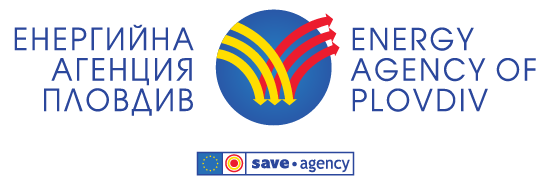 ЕНЕРГИЙНА
АГЕНЦИЯ
ПЛОВДИВ
ENERGY
AGENCY OF
PLOVDIV
save • agency